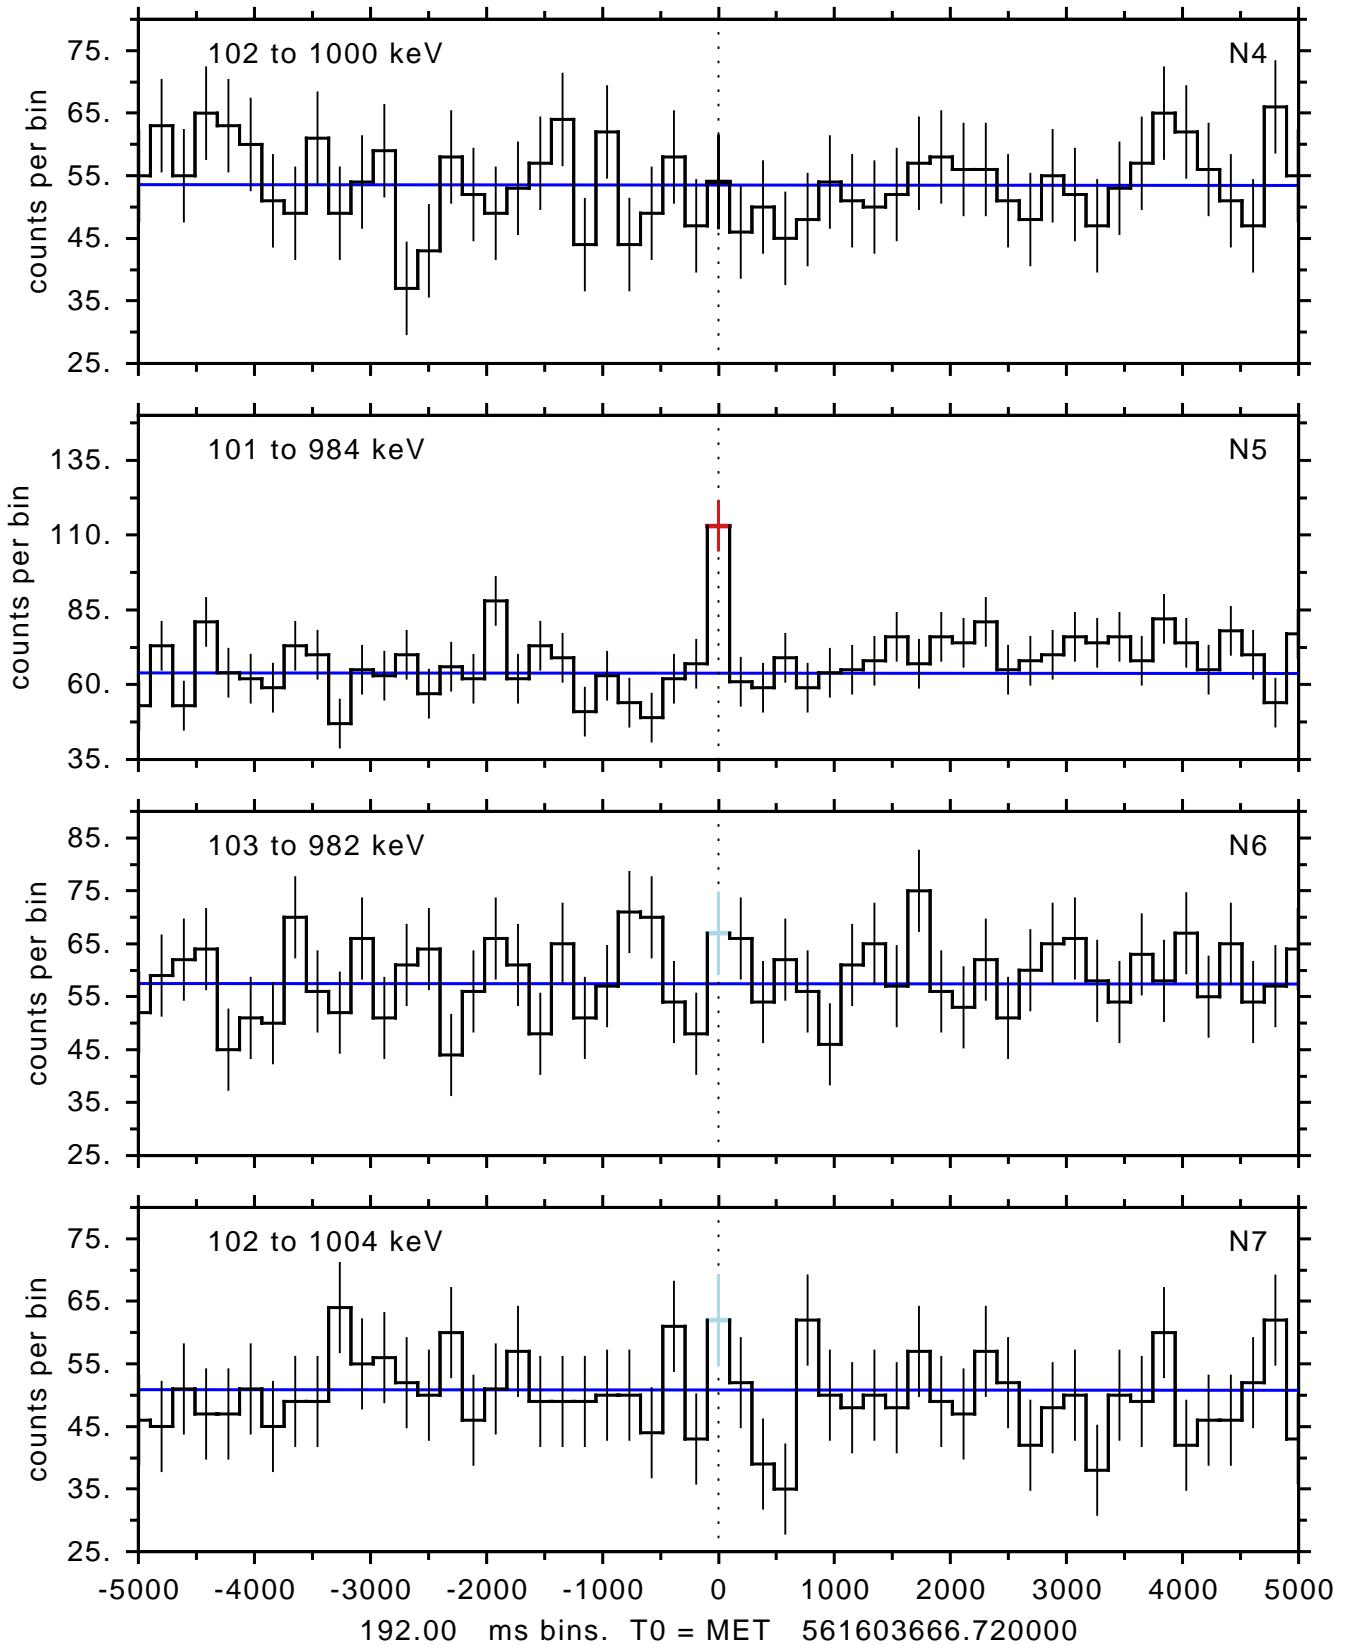 102 to 1000 keV N4
75.
65.
55.
45.
35.
25.
counts per bin
101 to 984 keV N5
135.
110.
85.
60.
35.
counts per bin
103 to 982 keV N6
85.
75.
65.
55.
45.
35.
25.
counts per bin
102 to 1004 keV N7
75.
65.
55.
45.
35.
25.
counts per bin
-5000 -4000 -3000 -2000 -1000 0 1000 2000 3000 4000 5000
192.00 ms bins. T0 = MET 561603666.720000